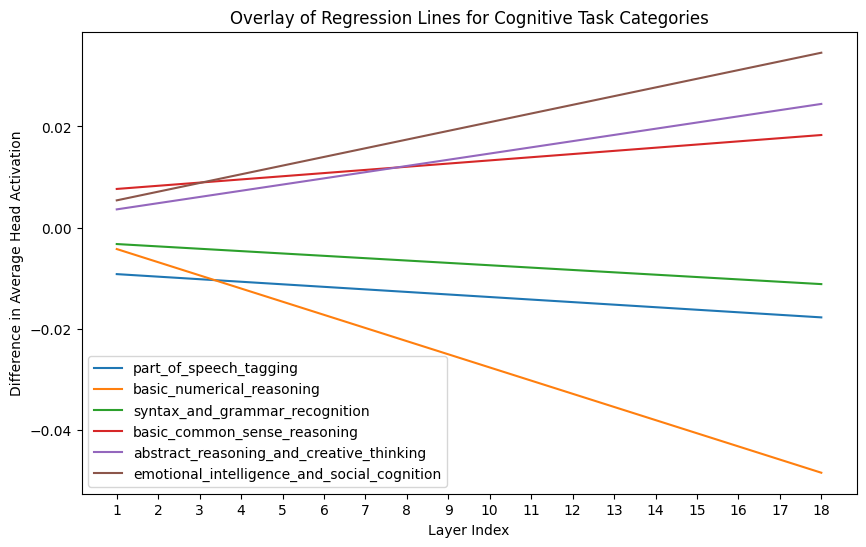 Overlay of Regression Lines for Cognitive Task Categories
Difference in Average Head Activation
0.02
0.00
−0.02
−0.04
part_of_speech_tagging
basic_numerical_reasoning
syntax_and_grammar_recognition
basic_common_sense_reasoning
abstract_reasoning_and_creative_thinking
emotional_intelligence_and_social_cognition
1 2 3 4 5 6 7 8 9 10 11 12 13 14 15 16 17 18
Layer Index